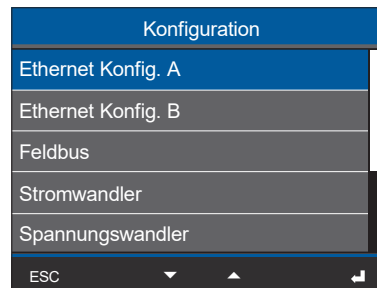 Konfiguration
Ethernet Konfig. A
Ethernet Konfig. B
Feldbus
Stromwandler
Spannungswandler
ESC